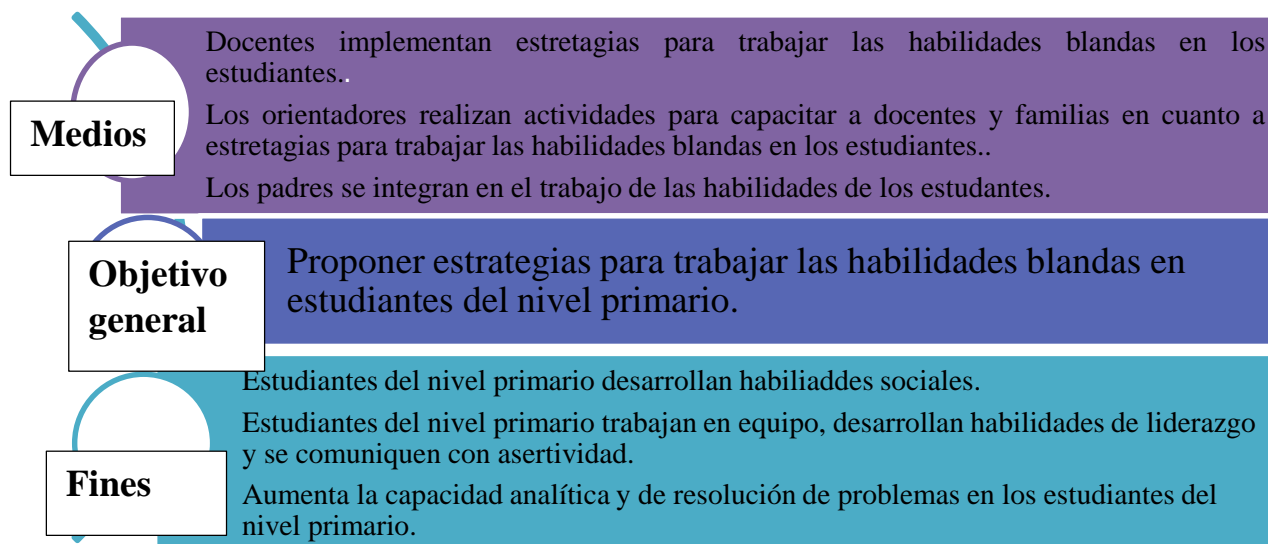 Docentes implementan estretagias para trabajar las habilidades blandas en los
estudiantes..
Los orientadores realizan actividades para capacitar a docentes y familias en cuanto a
estretagias para trabajar las habilidades blandas en los estudiantes..
Los padres se integran en el trabajo de las habilidades de los estudantes.
Medios
Proponer estrategias para trabajar las habilidades blandas en
estudiantes del nivel primario.
Objetivo
general
Estudiantes del nivel primario desarrollan habiliaddes sociales.
Estudiantes del nivel primario trabajan en equipo, desarrollan habilidades de liderazgo
y se comuniquen con asertividad.
Aumenta la capacidad analítica y de resolución de problemas en los estudiantes del
nivel primario.
Fines